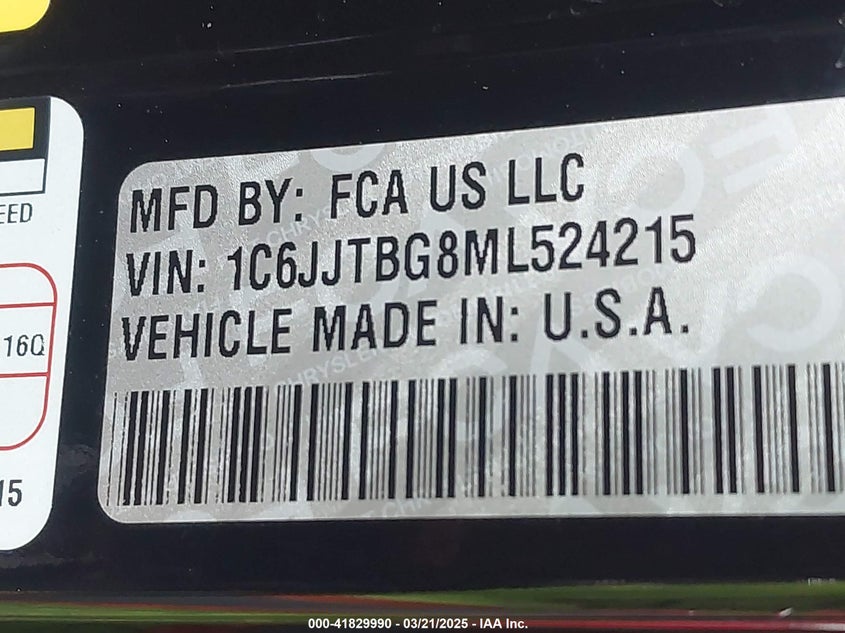 EED
16Q
15
MFD BY: FCA US LLC
VIN: 1C6JJTBG8ML524215
VEHICLE MADE IN: U.S.A.
000-41829990 - 03/21/2025 - IAA Inc.